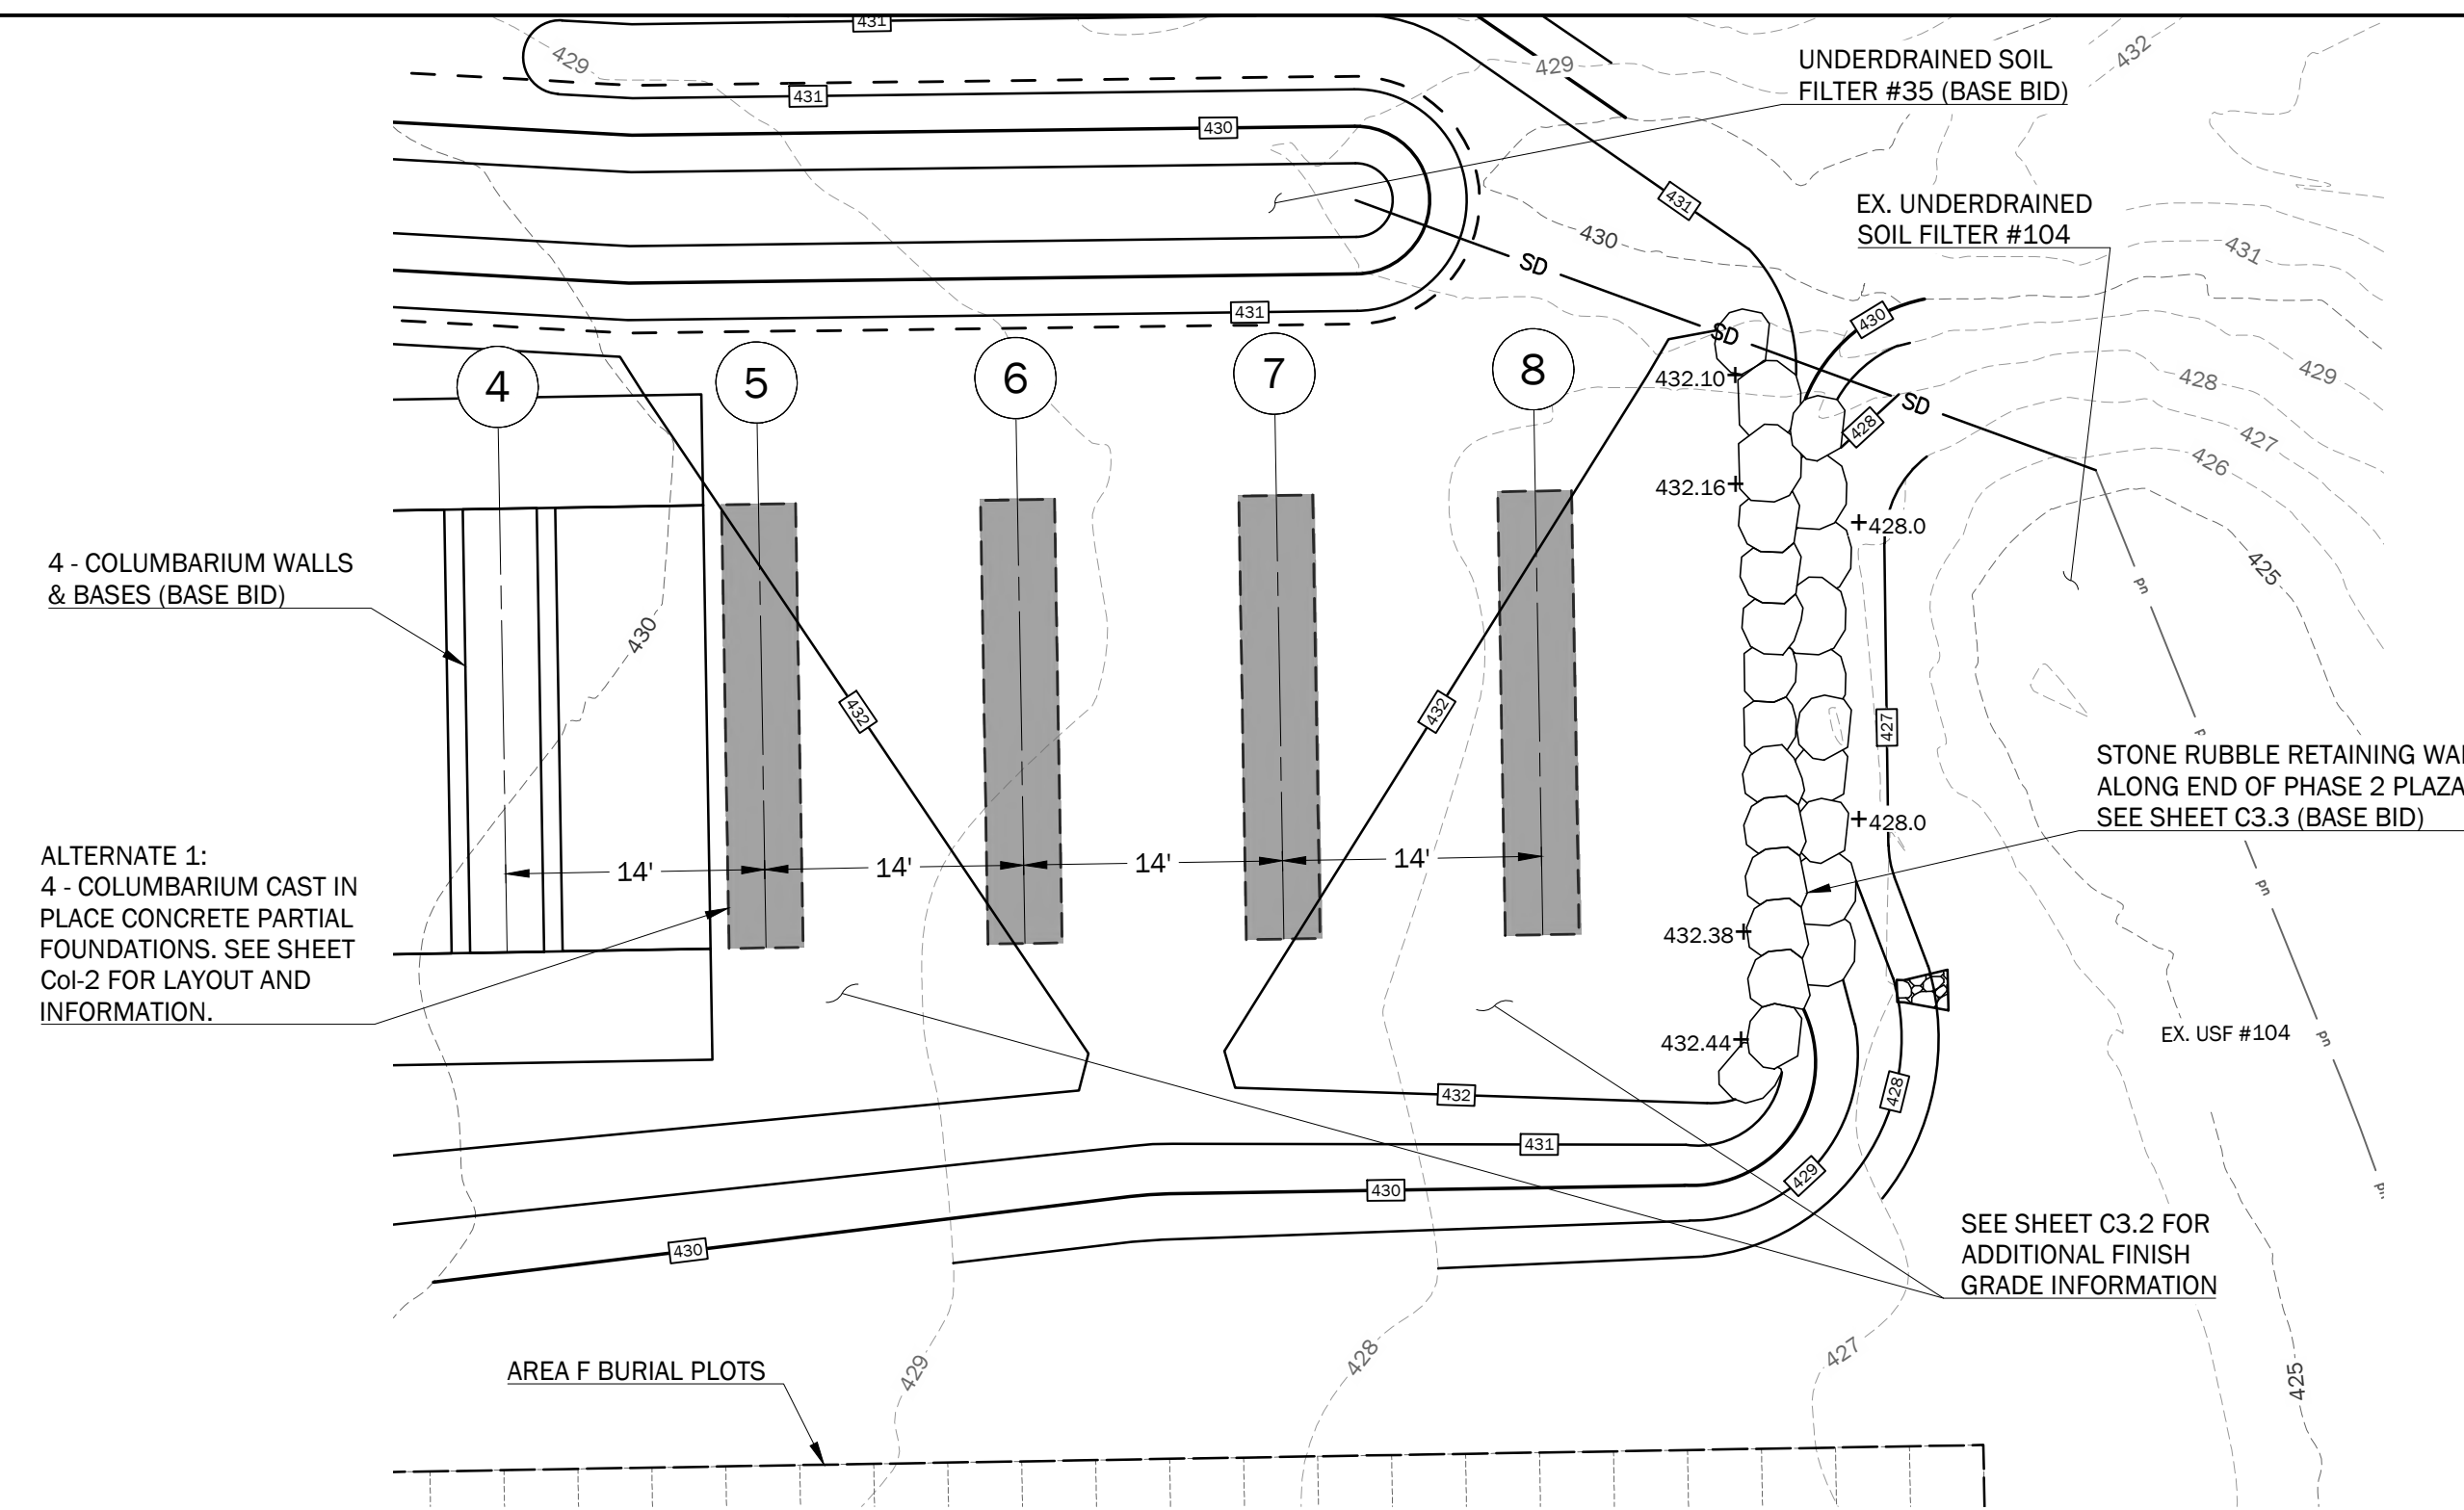 431
429
431
430
429
432
UNDERDRAINED SOIL
FILTER #35 (BASE BID)
431
EX. UNDERDRAINED
SOIL FILTER #104
430
SD
431
431
430
SD
4
5
6
7
8
432.10
429
428
SD
428
427
426
432.16
428.0
425
4 - COLUMBARIUM WALLS
& BASES (BASE BID)
430
432
432
427
STONE RUBBLE RETAINING
ALONG END OF PHASE 2 PLAZA
SEE SHEET C3.3 (BASE BID)
428.0
ALTERNATE 1:
4 - COLUMBARIUM CAST IN
PLACE CONCRETE PARTIAL
FOUNDATIONS. SEE SHEET
Col-2 FOR LAYOUT AND
INFORMATION.
14'
14'
14'
14'
432.38
432.44
EX. USF #104
432
428
431
430
429
430
SEE SHEET C3.2 FOR
ADDITIONAL FINISH
GRADE INFORMATION
AREA F BURIAL PLOTS
429
428
427
425